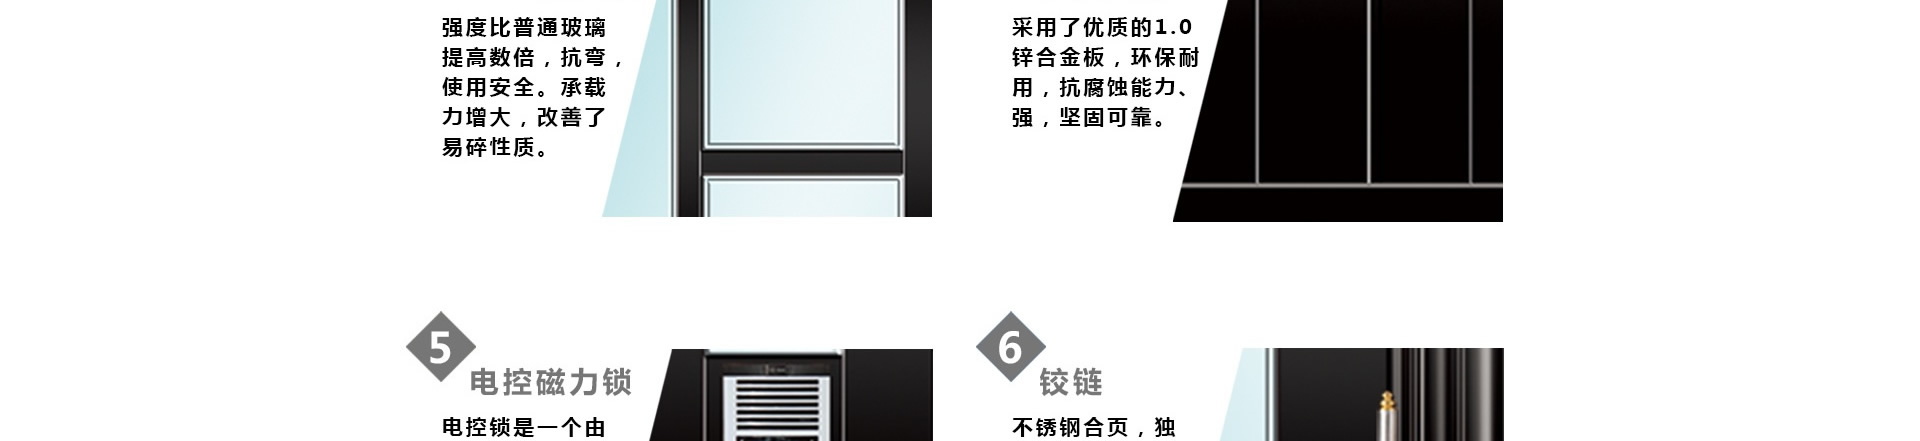 强度比普通玻璃
提高数倍，抗弯，
使用安全。承载
力增大，改善了
易碎性质。
采用了优质的1.0
锌合金板，环保耐
用，抗腐蚀能力、
强，坚固可靠。
5
电控磁力锁
电控锁是一个由
6
铰链
不锈钢合页，独